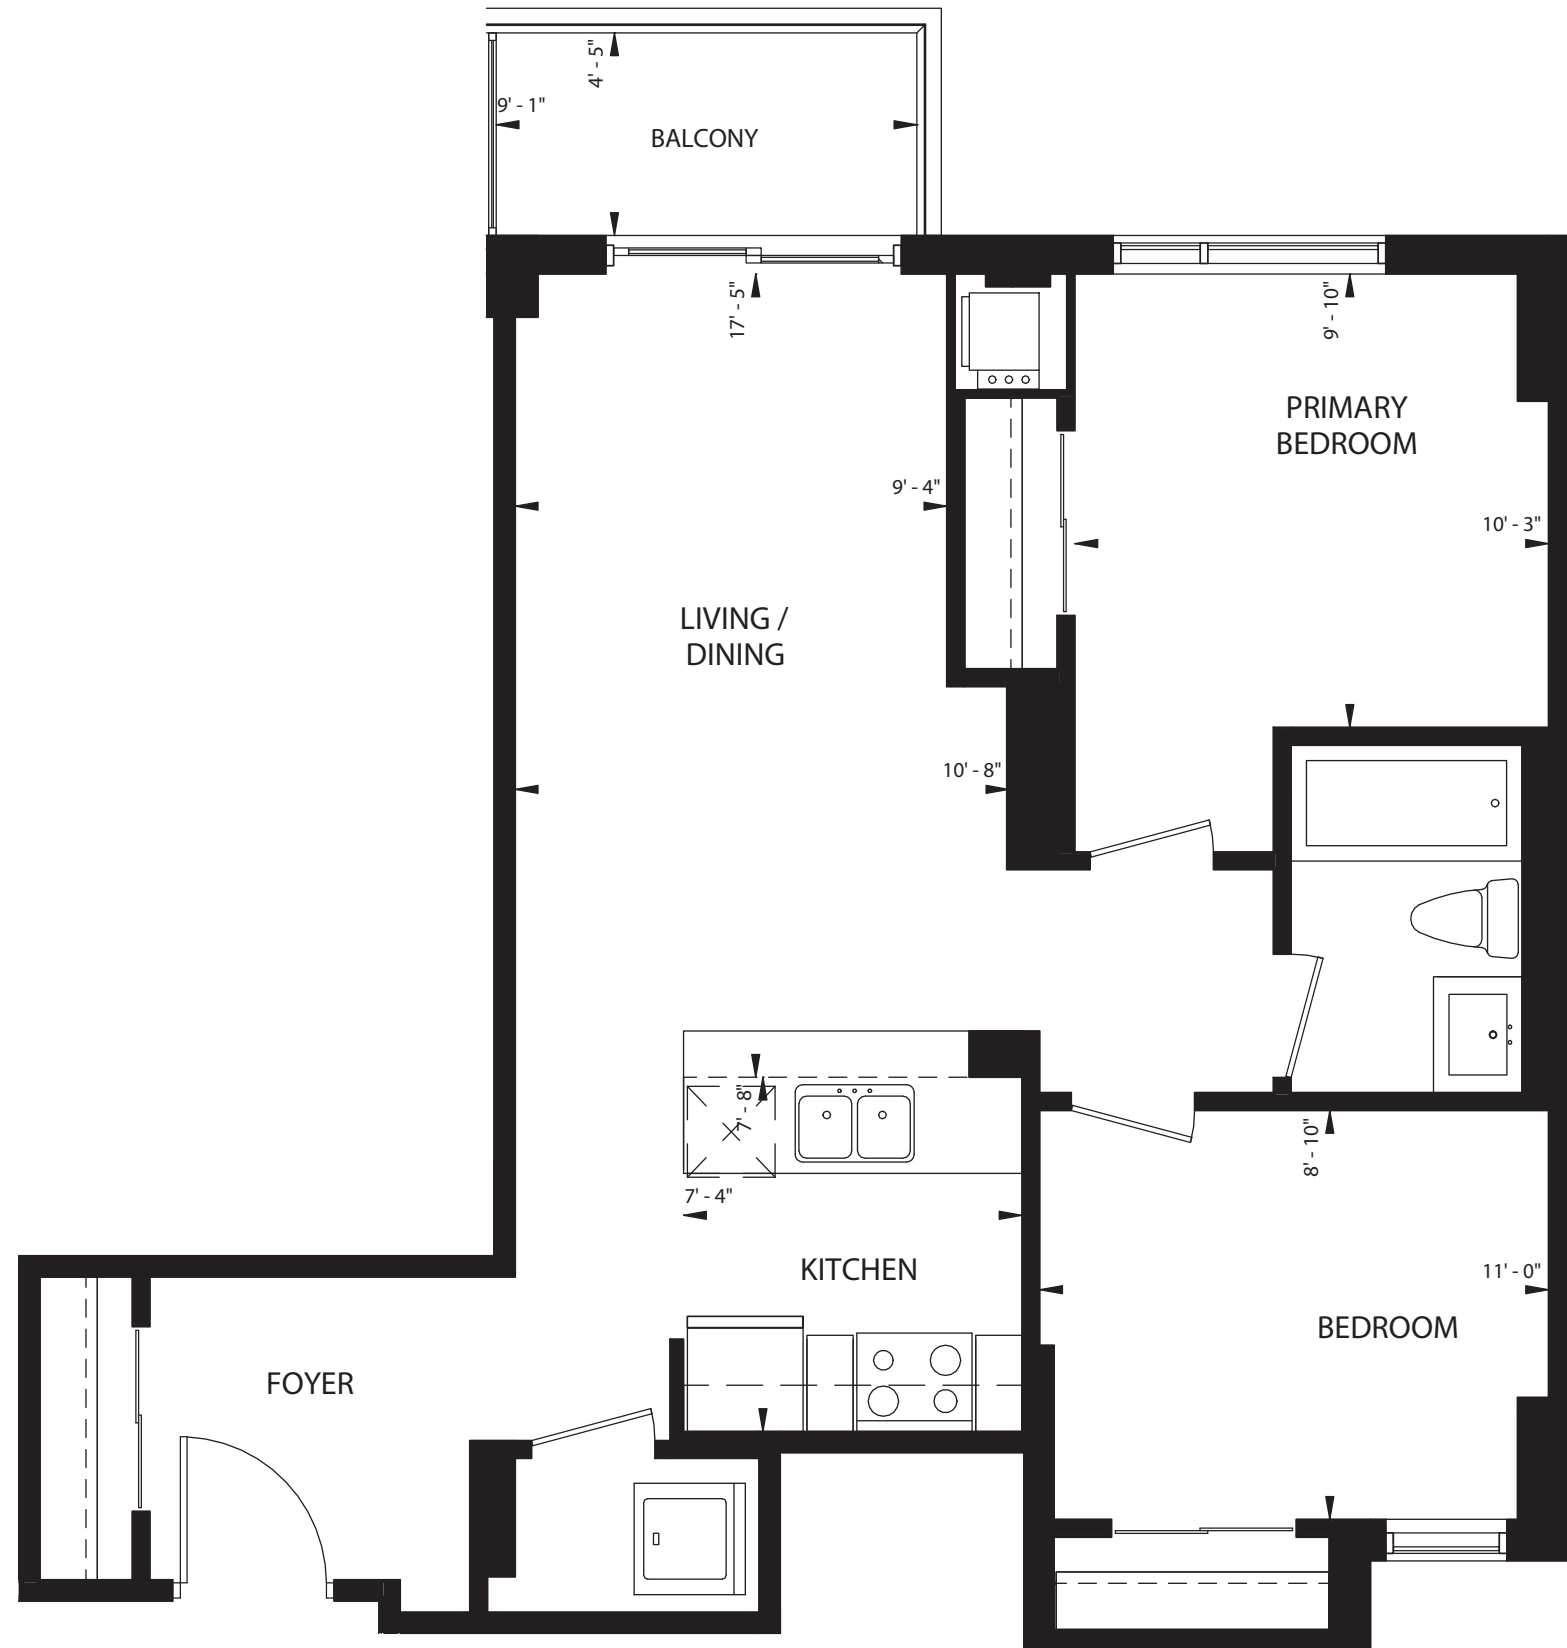 4' - 5"
9' - 1"
BALCONY
17' - 5"
9' - 10"
PRIMARY
BEDROOM
9' - 4"
10' - 3"
LIVING /
DINING
10' - 8"
7' - 8"
8' - 10"
7' - 4"
KITCHEN
11' - 0"
BEDROOM
FOYER